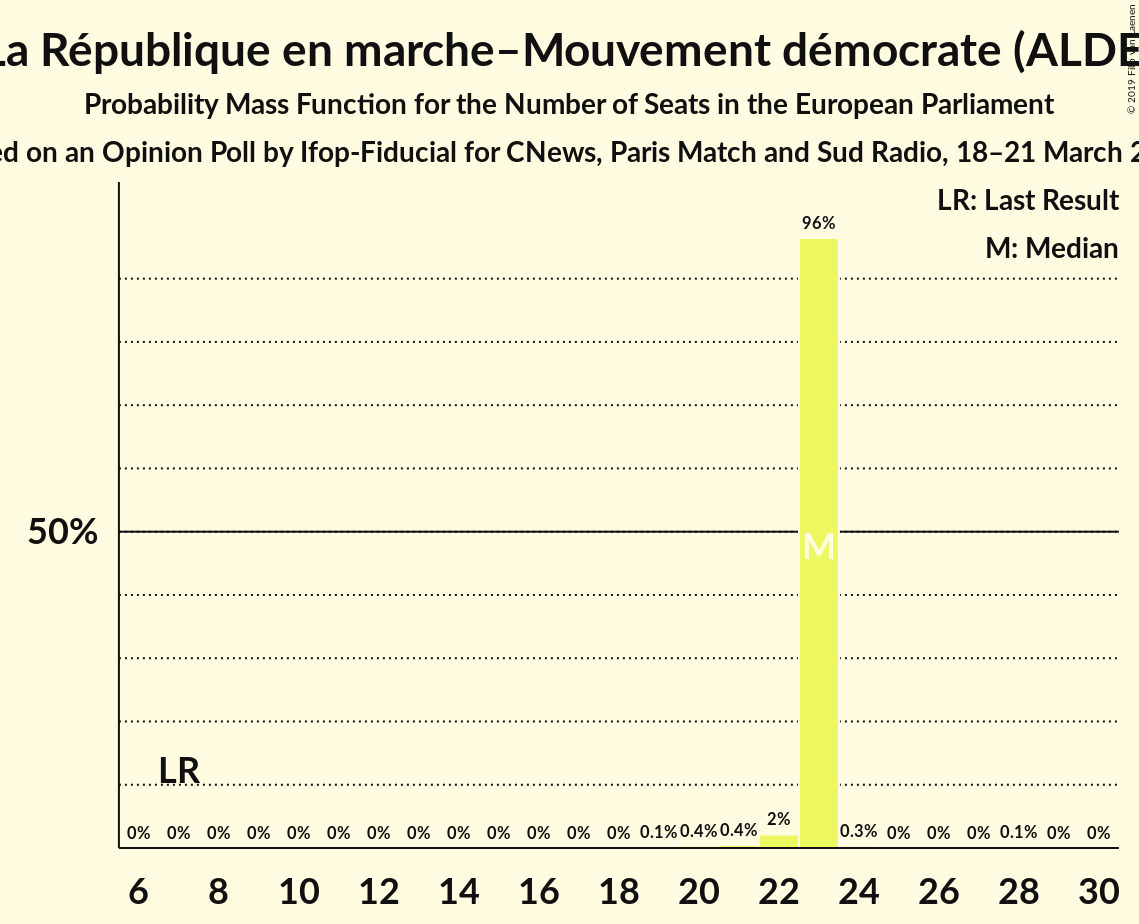 La République en marche–Mouvement démocrate (ALDE
Probability Mass Function for the Number of Seats in the European Parliament
on an Opinion Poll by Ifop-Fiducial for CNews, Paris Match and Sud Radio, 18–21 March
© 2019
LR: Last Result
M: Median
96%
50%
M
LR
0% 0% 0% 0% 0% 0% 0% 0% 0% 0% 0% 0% 0% 0.1% 0.4% 0.4% 2% 0.3% 0% 0% 0% 0.1% 0% 0%
6 8 10 12 14 16 18 20 22 24 26 28 30